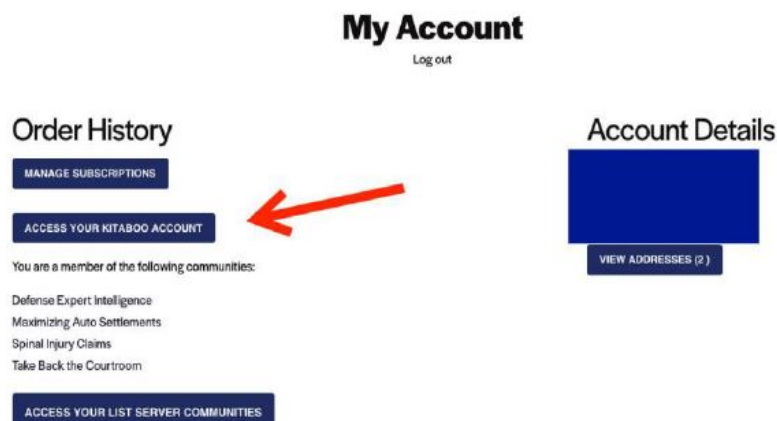 My Account
Log out
Order History
Account Details
MANAGE SUBSCRIPTIONS
ACCESS YOUR KITABOO ACCOUNT
VIEW ADDRESSES (2 )
You are a member of the following communities:
Defense Expert Intelligence
Maximizing Auto Settlements
Spinal Injury Claims
Take Back the Courtroom
ACCESS YOUR LIST SERVER COMMUNITIES